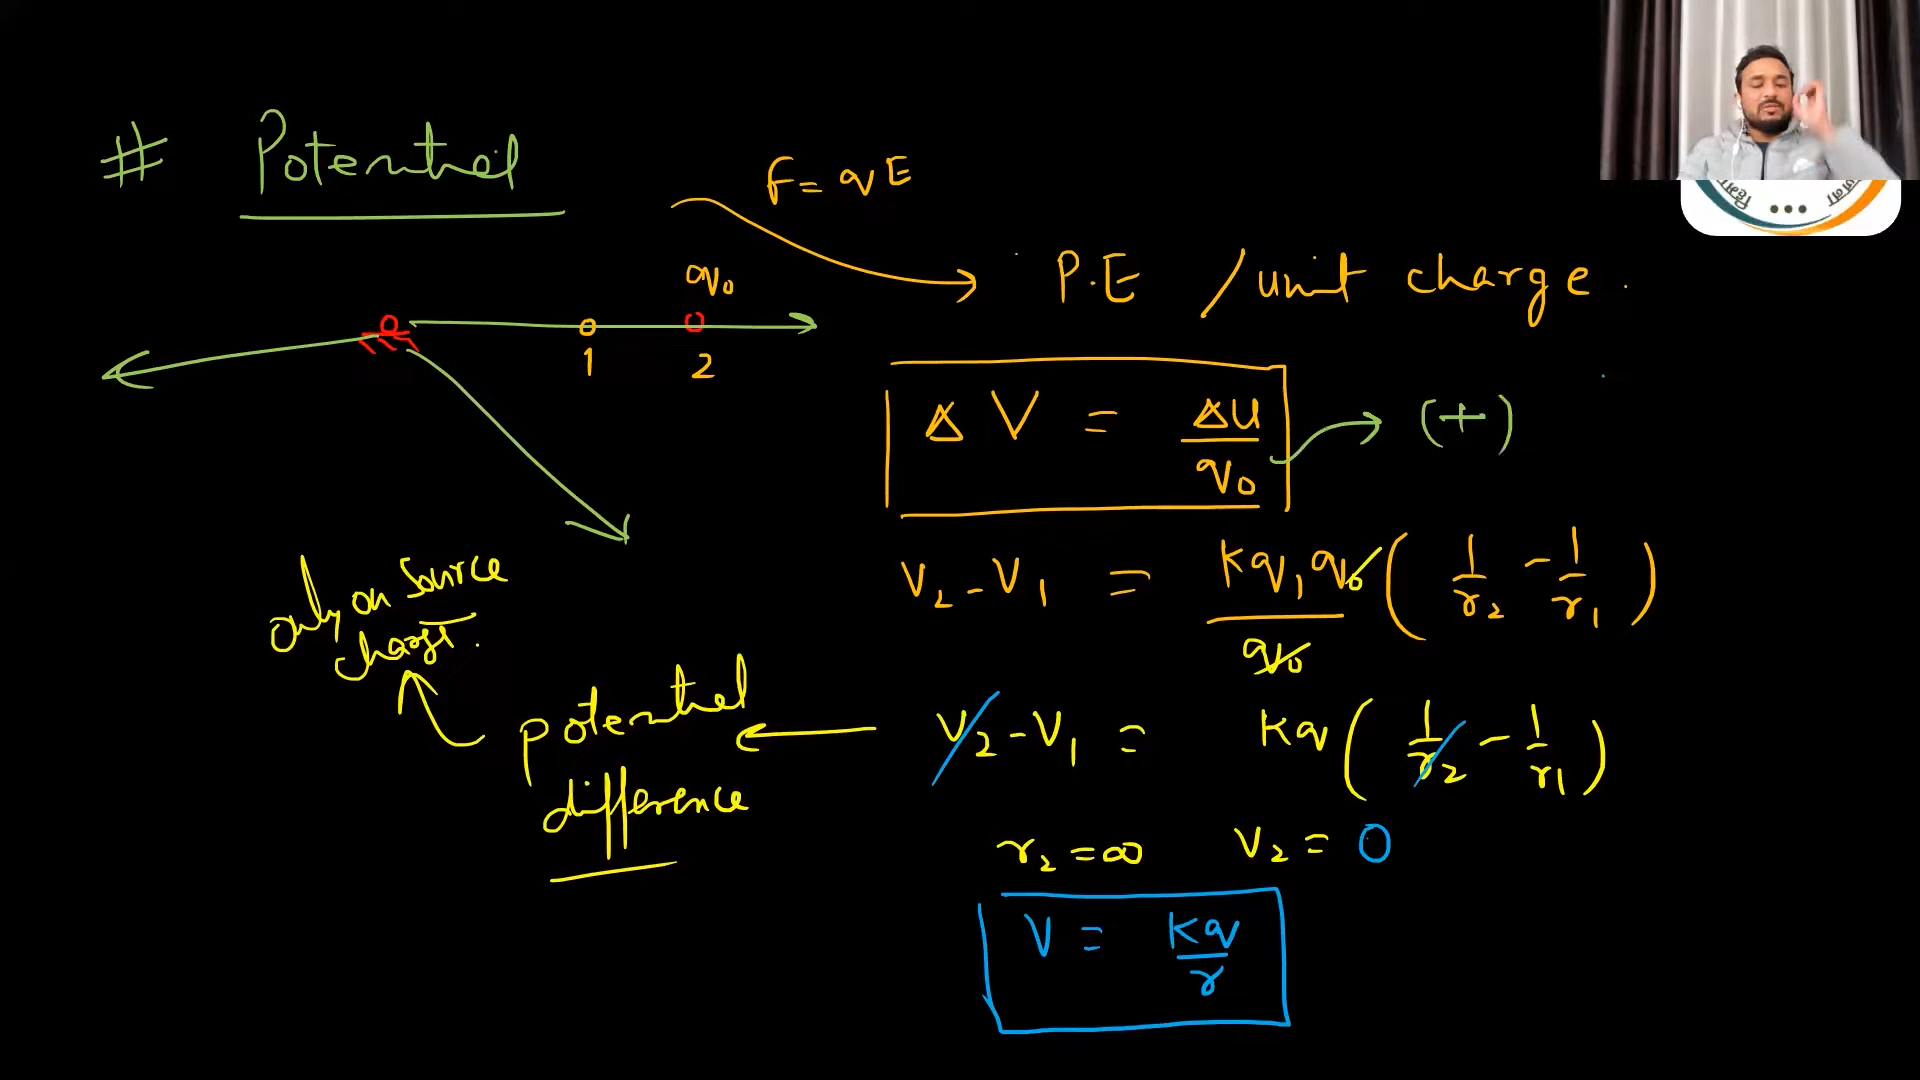 # Potential
F = qE
P.E /unit charge.
q₀
1 2
Δ V = ΔU / q₀ → (+)
V₂ - V₁ = Kq₁q₀ / q₀ ( 1/r₂ - 1/r₁ )
only on source
charge.
potential
difference
V₂ - V₁ = Kq ( 1/r₂ - 1/r₁ )
r₂ = ∞ V₂ = 0
V = Kq / r